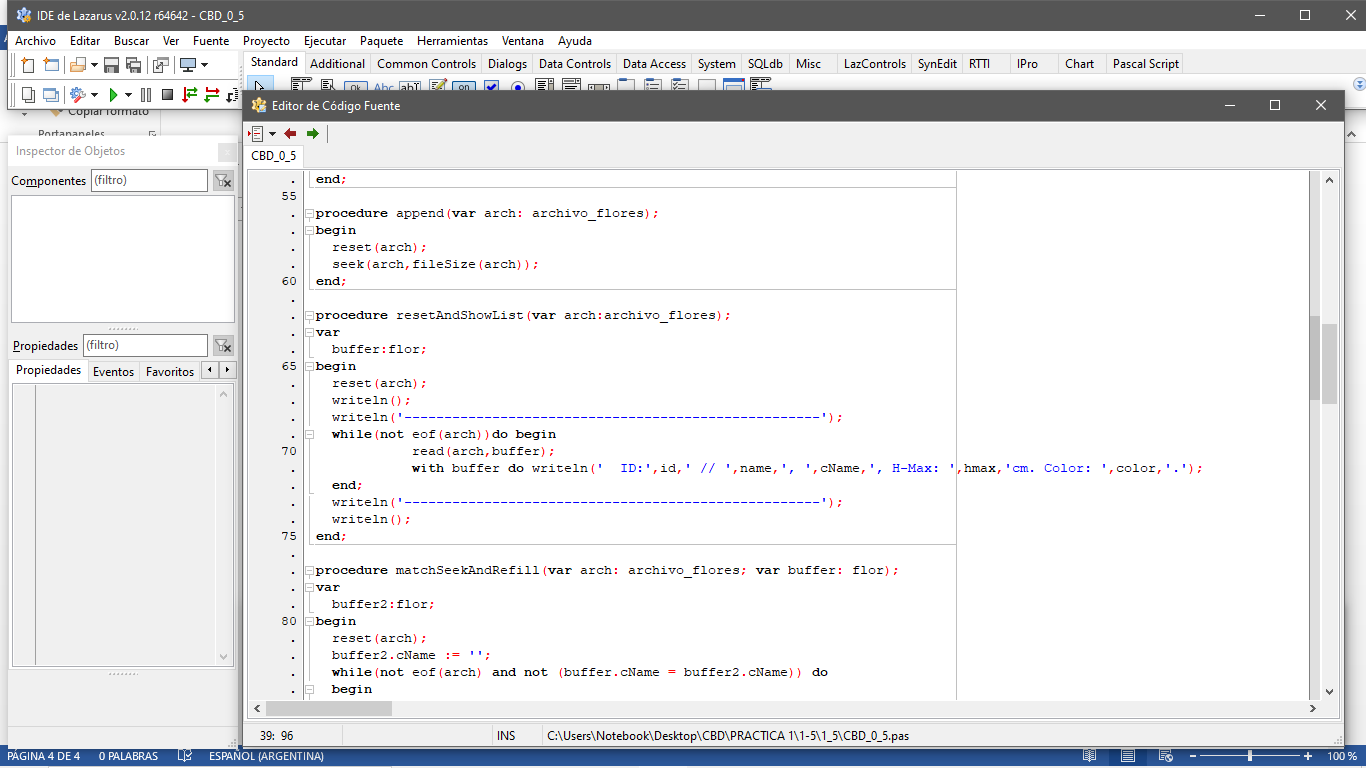 IDE de Lazarus v2.0.12 r64642 - CBD_0_5
Archivo Editar Buscar Ver Fuente Proyecto Ejecutar Paquete Herramientas Ventana Ayuda
Standard Additional Common Controls Dialogs Data Controls Data Access System SQLdb Misc LazControls SynEdit RTTI IPro Chart Pascal Script
Copiar formato
Portapapeles
Editor de Código Fuente
Inspector de Objetos
Componentes (filtro)
Propiedades (filtro)
Propiedades Eventos Favoritos
CBD_0_5
. end;
55
. procedure append(var arch: archivo_flores);
. begin
. reset(arch);
. seek(arch,fileSize(arch));
60 end;
.
. procedure resetAndShowList(var arch:archivo_flores);
. var
. buffer:flor;
65 begin
. reset(arch);
. writeln();
. writeln('----------------------------------------------------');
. while(not eof(arch))do begin
70 read(arch,buffer);
. with buffer do writeln('  ID:',id,' // ',name,', ',cName,', H-Max: ',hmax,'cm. Color: ',color,'.');
. end;
. writeln('----------------------------------------------------');
. writeln();
75 end;
.
. procedure matchSeekAndRefill(var arch: archivo_flores; var buffer: flor);
. var
. buffer2:flor;
80 begin
. reset(arch);
. buffer2.cName := '';
. while(not eof(arch) and not (buffer.cName = buffer2.cName)) do
. begin
39: 96 INS C:\Users\Notebook\Desktop\CBD\PRACTICA 1\1-5\1_5\CBD_0_5.pas
PÁGINA 4 DE 4 0 PALABRAS ESPAÑOL (ARGENTINA) 100 %